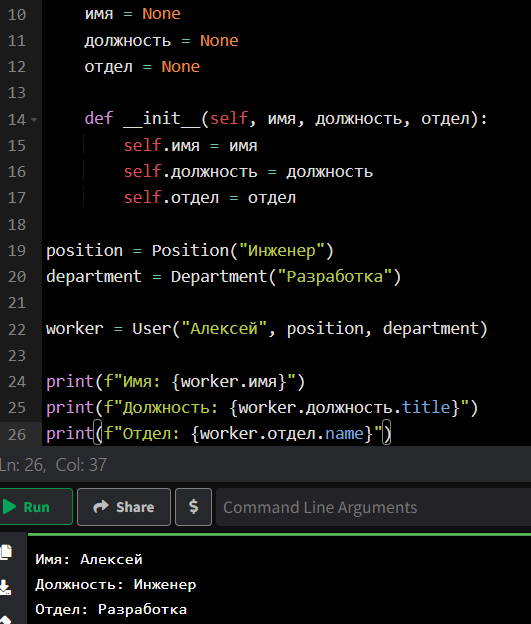 10 имя = None
11 должность = None
12 отдел = None
13
14 def __init__(self, имя, должность, отдел):
15 self.имя = имя
16 self.должность = должность
17 self.отдел = отдел
18
19 position = Position("Инженер")
20 department = Department("Разработка")
21
22 worker = User("Алексей", position, department)
23
24 print(f"Имя: {worker.имя}")
25 print(f"Должность: {worker.должность.title}")
26 print(f"Отдел: {worker.отдел.name}")
Ln: 26, Col: 37
Run Share $ Command Line Arguments
Имя: Алексей
Должность: Инженер
Отдел: Разработка